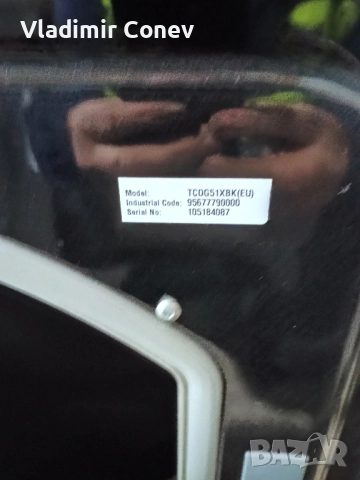 Vladimir Conev
Model: TCDG51XBK(EU)
Industrial Code: 95677790000
Serial No: 105184087
BAZAR